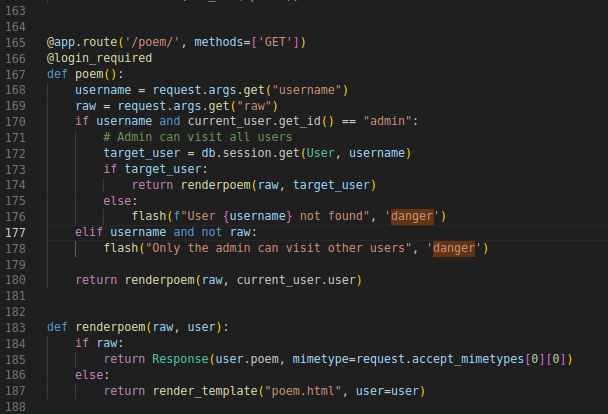 163
164
165 @app.route('/poem/', methods=['GET'])
166 @login_required
167 def poem():
168 username = request.args.get("username")
169 raw = request.args.get("raw")
170 if username and current_user.get_id() == "admin":
171 # Admin can visit all users
172 target_user = db.session.get(User, username)
173 if target_user:
174 return renderpoem(raw, target_user)
175 else:
176 flash(f"User {username} not found", 'danger')
177 elif username and not raw:
178 flash("Only the admin can visit other users", 'danger')
179
180 return renderpoem(raw, current_user.user)
181
182
183 def renderpoem(raw, user):
184 if raw:
185 return Response(user.poem, mimetype=request.accept_mimetypes[0][0])
186 else:
187 return render_template("poem.html", user=user)
188